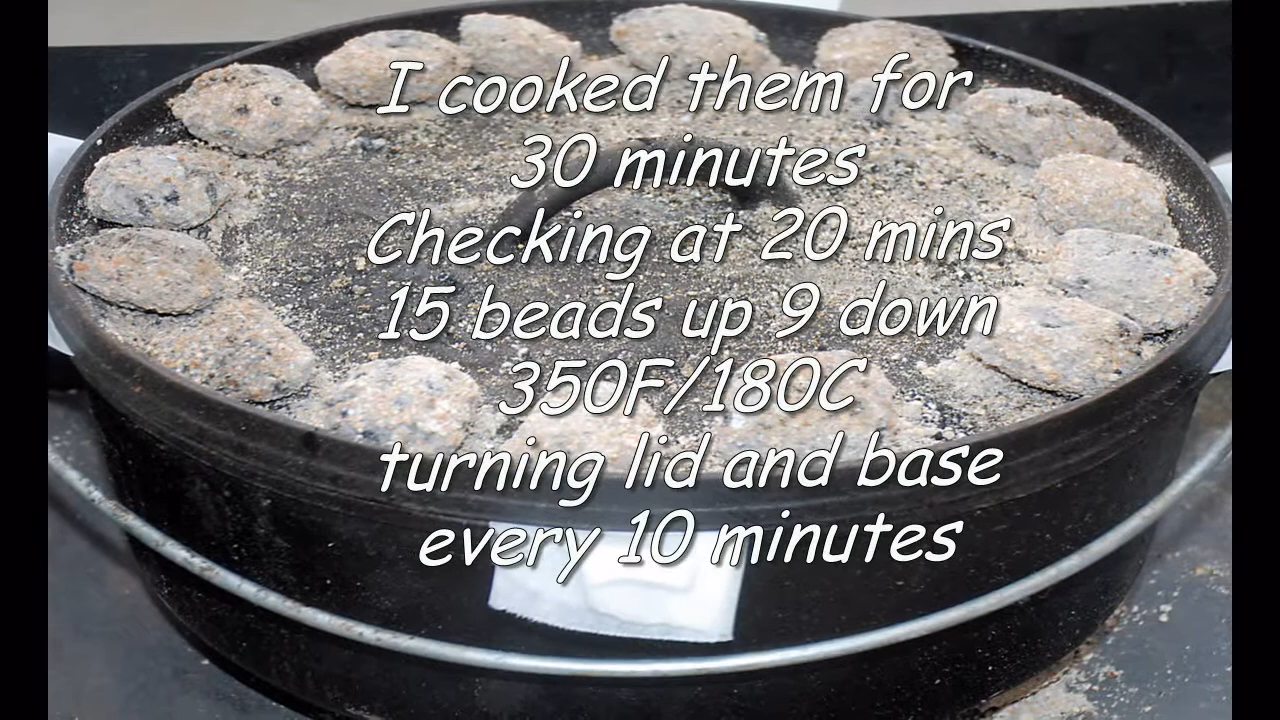 I cooked them for
30 minutes
Checking at 20 mins
15 beads up 9 down
350F/180C
turning lid and base
every 10 minutes